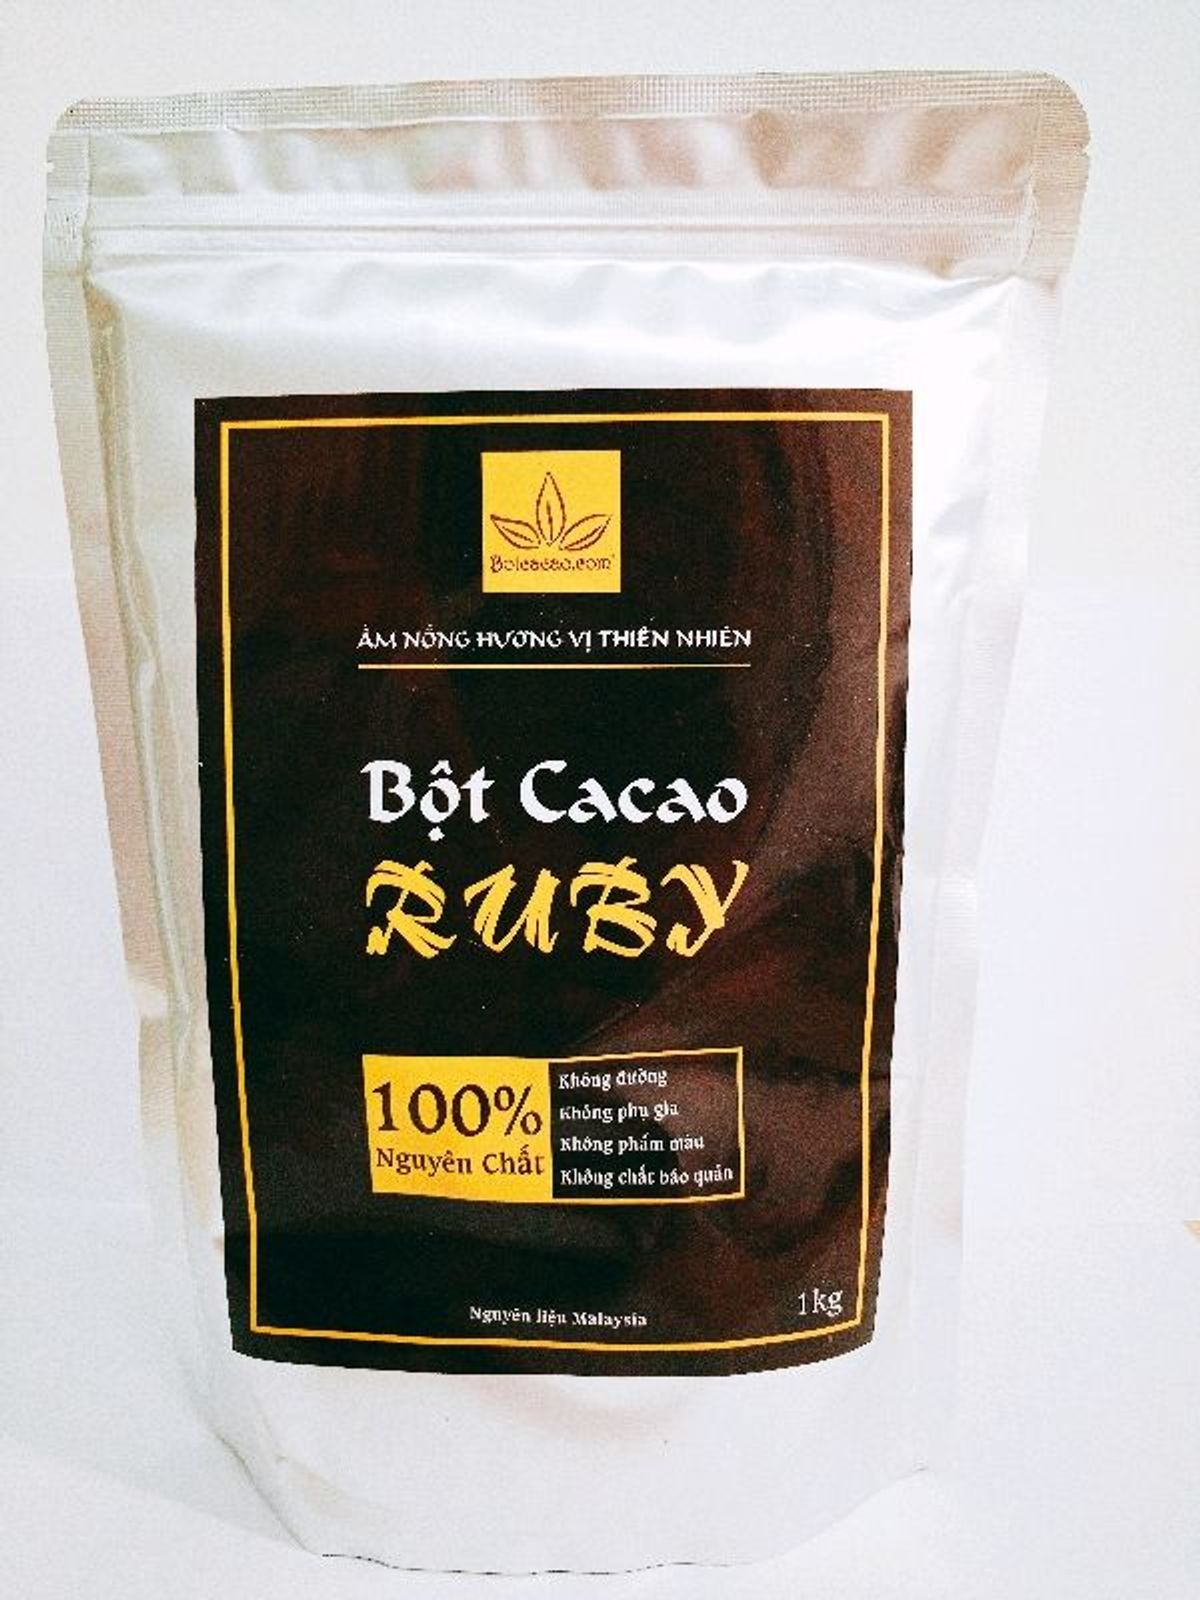 Botcacao.com
ẤM NỒNG HƯƠNG VỊ THIÊN NHIÊN
Bột Cacao
RUBY
100%
Nguyên Chất
Không đường
Không phụ gia
Không phẩm màu
Không chất bảo quản
Nguyên liệu Malaysia
1kg